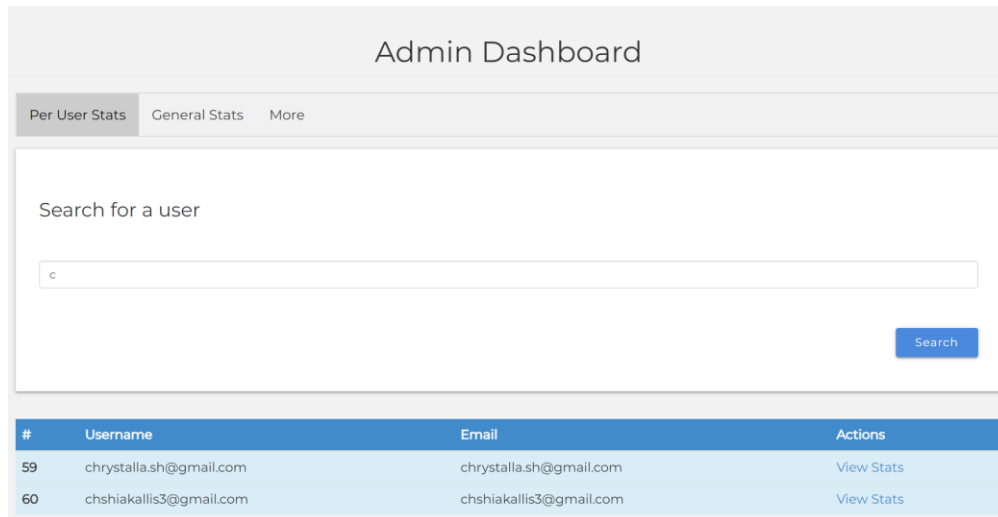 Admin Dashboard
Per User Stats General Stats More
Search for a user
c
Search
# Username Email Actions
59 chrystalla.sh@gmail.com chrystalla.sh@gmail.com View Stats
60 chshiakallis3@gmail.com chshiakallis3@gmail.com View Stats